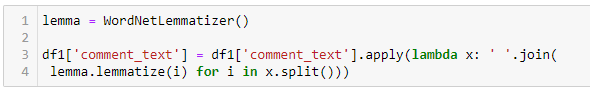 1 lemma = WordNetLemmatizer()
2
3 df1['comment_text'] = df1['comment_text'].apply(lambda x: ' '.join(
4  lemma.lemmatize(i) for i in x.split()))